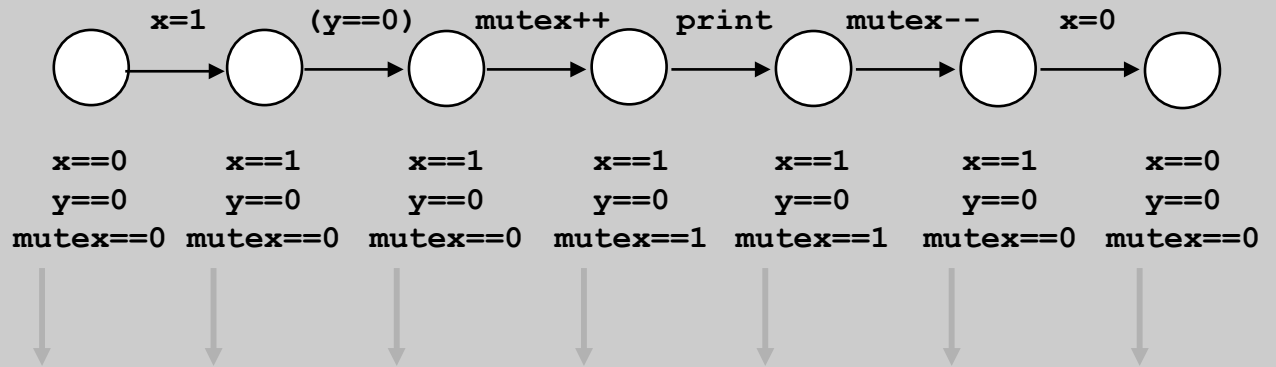 x=1 (y==0) mutex++ print mutex-- x=0
x==0 x==1 x==1 x==1 x==1 x==1 x==0
y==0 y==0 y==0 y==0 y==0 y==0 y==0
mutex==0 mutex==0 mutex==0 mutex==1 mutex==1 mutex==0 mutex==0